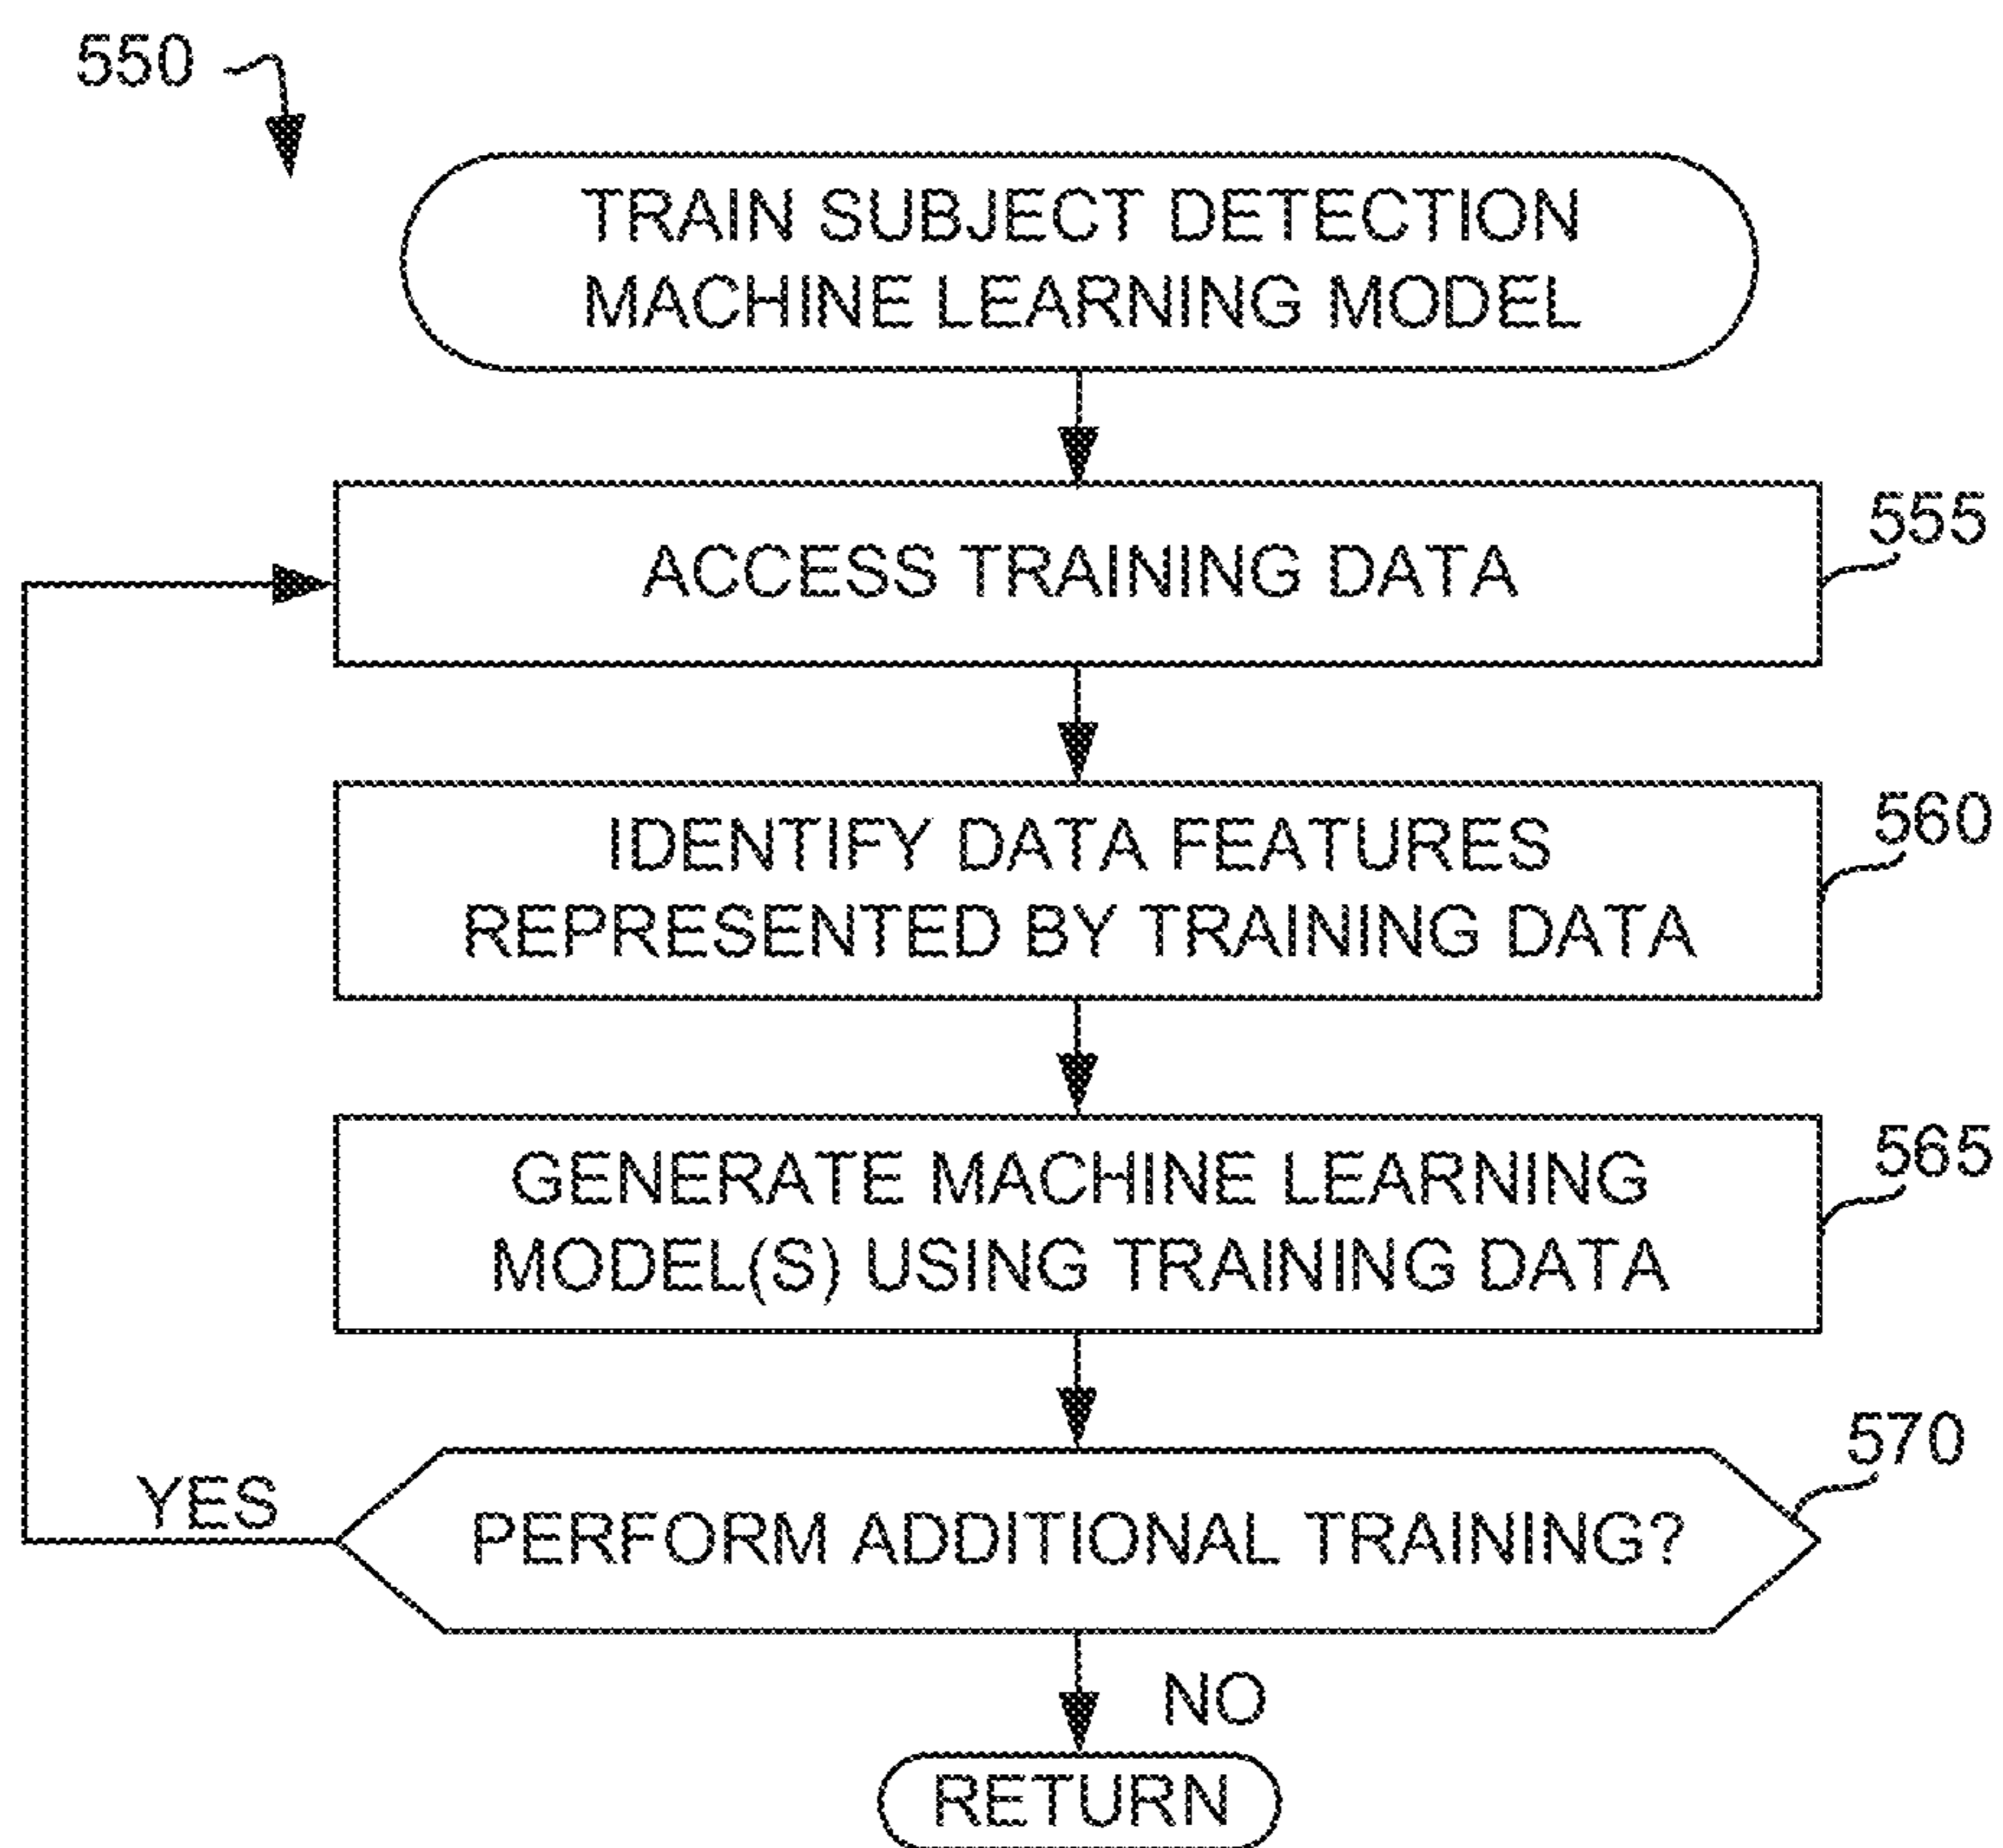 550
TRAIN SUBJECT DETECTION
MACHINE LEARNING MODEL
ACCESS TRAINING DATA
555
IDENTIFY DATA FEATURES
REPRESENTED BY TRAINING DATA
560
GENERATE MACHINE LEARNING
MODEL(S) USING TRAINING DATA
565
PERFORM ADDITIONAL TRAINING?
570
YES
NO
RETURN